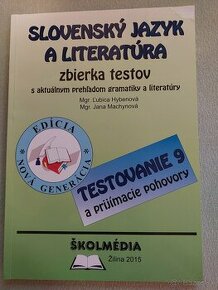 SLOVENSKÝ JAZYK
A LITERATÚRA
zbierka testov
s aktuálnym prehľadom gramatiky a literatúry
Mgr. Ľubica Hybenová
Mgr. Jana Machynová
EDÍCIA
NOVÁ GENERÁCIA
TESTOVANIE 9
a prijímacie pohovory
ŠKOLMÉDIA
Žilina 2015